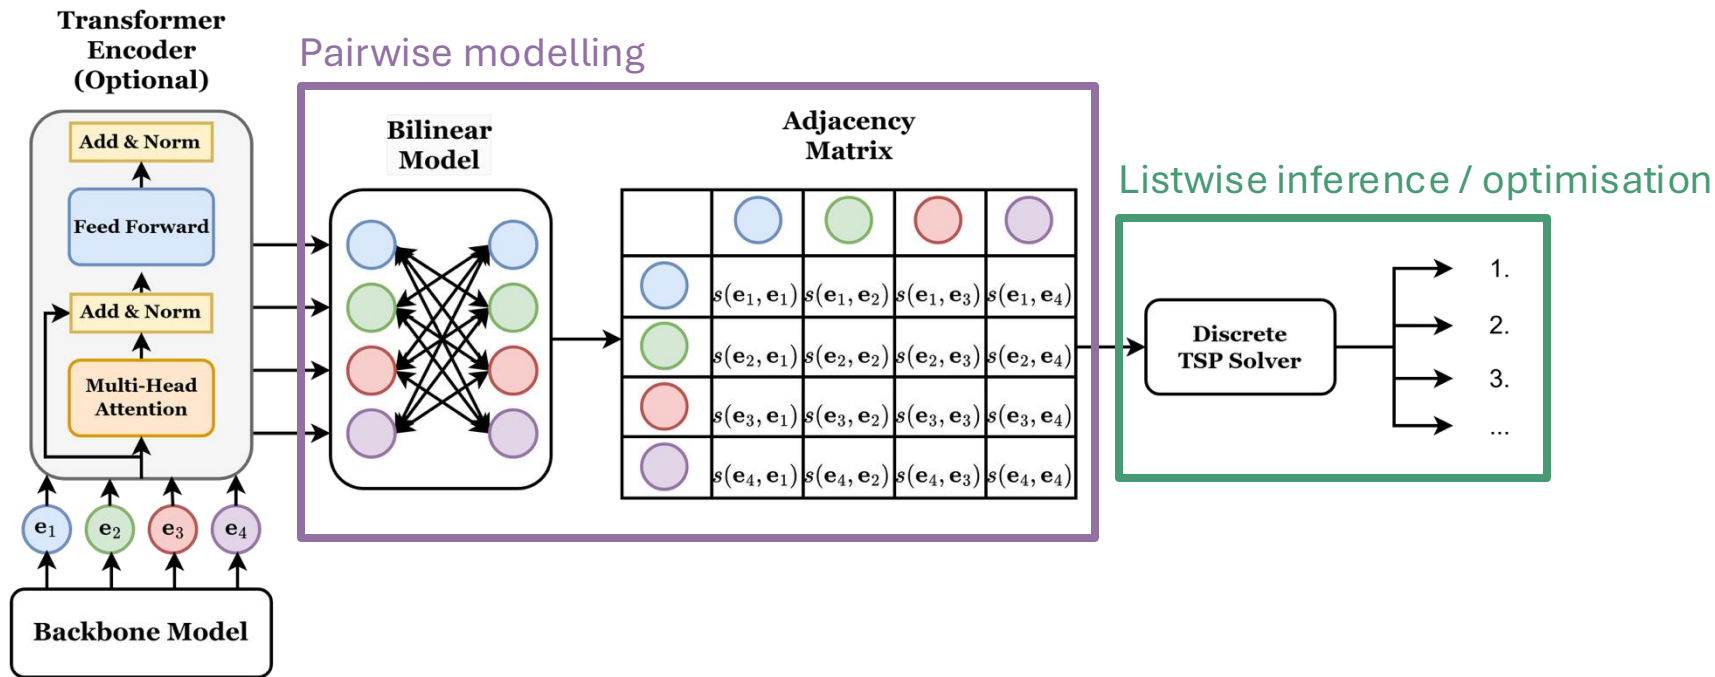 Transformer
Encoder
(Optional)
Pairwise modelling
Add & Norm
Feed Forward
Add & Norm
Multi-Head
Attention
e₁ e₂ e₃ e₄
Backbone Model
Bilinear
Model
Adjacency
Matrix
s(e₁, e₁) s(e₁, e₂) s(e₁, e₃) s(e₁, e₄)
s(e₂, e₁) s(e₂, e₂) s(e₂, e₃) s(e₂, e₄)
s(e₃, e₁) s(e₃, e₂) s(e₃, e₃) s(e₃, e₄)
s(e₄, e₁) s(e₄, e₂) s(e₄, e₃) s(e₄, e₄)
Listwise inference / optimisation
Discrete
TSP Solver
1.
2.
3.
...